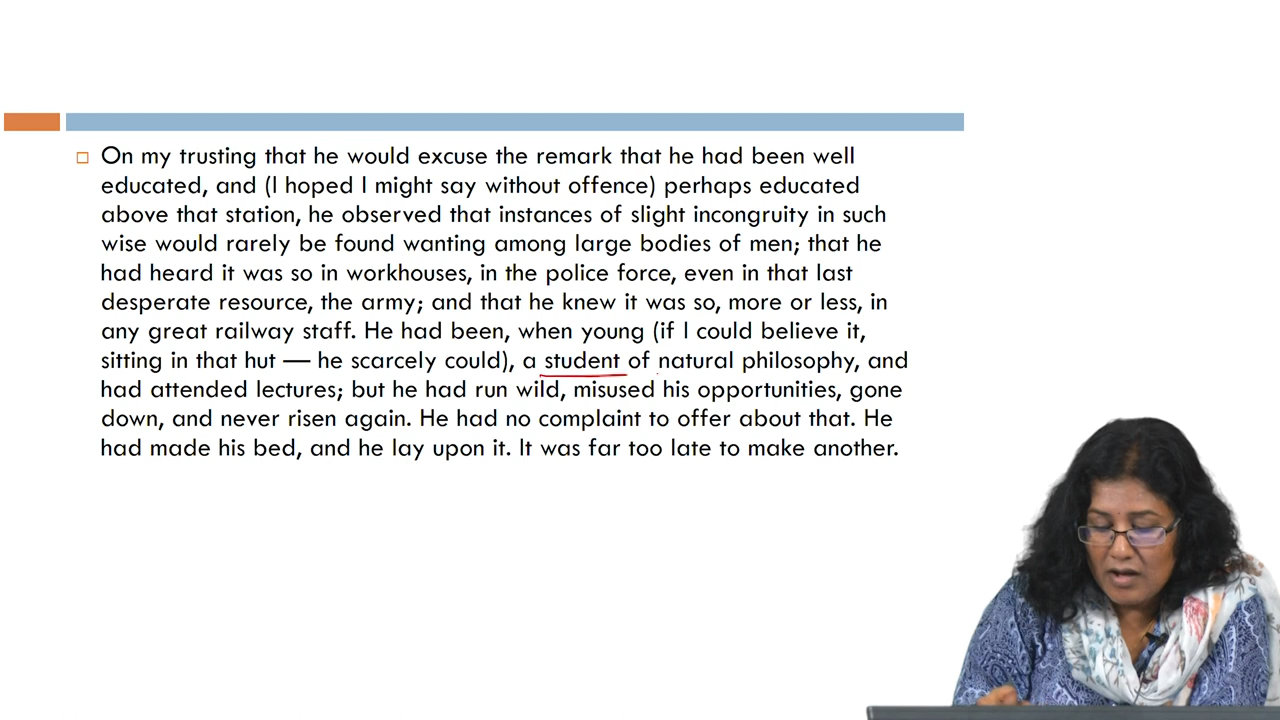 On my trusting that he would excuse the remark that he had been well
educated, and (I hoped I might say without offence) perhaps educated
above that station, he observed that instances of slight incongruity in such
wise would rarely be found wanting among large bodies of men; that he
had heard it was so in workhouses, in the police force, even in that last
desperate resource, the army; and that he knew it was so, more or less, in
any great railway staff. He had been, when young (if I could believe it,
sitting in that hut — he scarcely could), a student of natural philosophy, and
had attended lectures; but he had run wild, misused his opportunities, gone
down, and never risen again. He had no complaint to offer about that. He
had made his bed, and he lay upon it. It was far too late to make another.